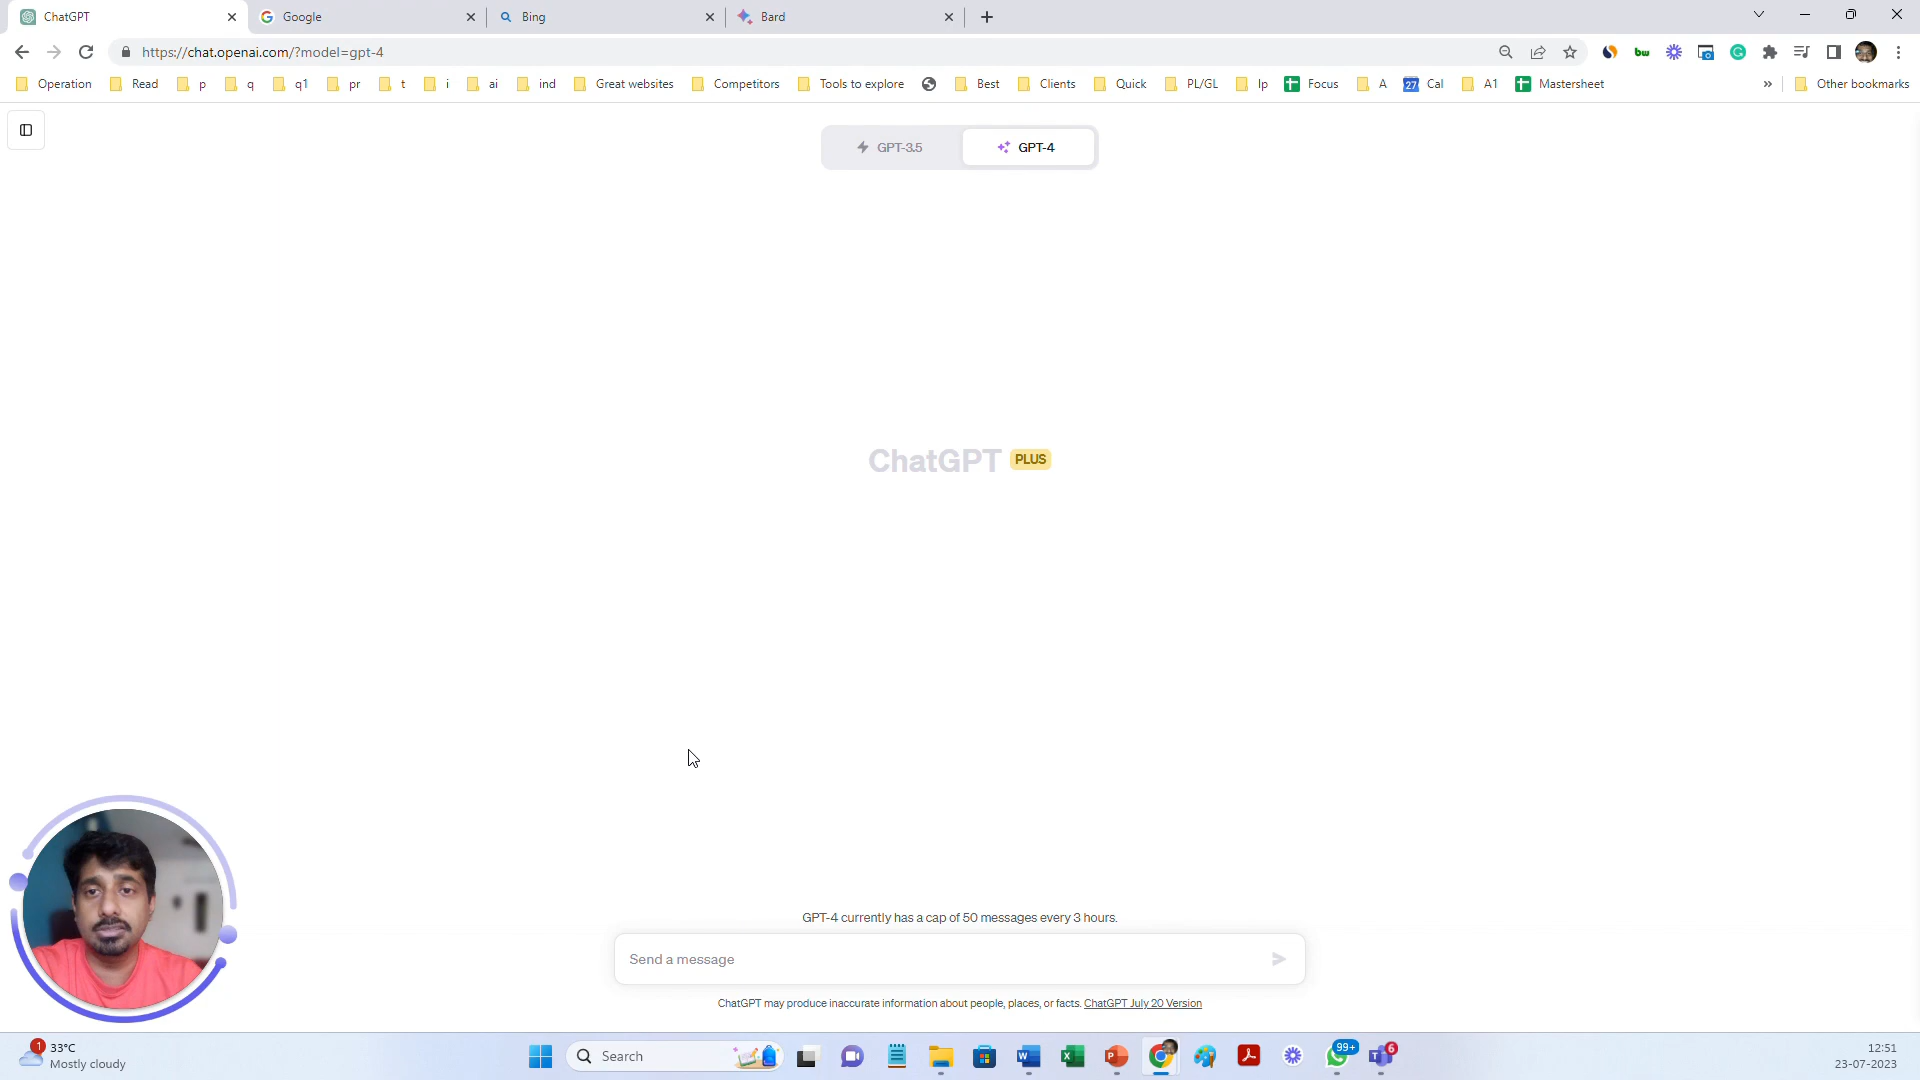 ChatGPT
Google
Bing
Bard
https://chat.openai.com/?model=gpt-4
bw
Operation
Read
p
q
q1
pr
t
i
ai
ind
Great websites
Competitors
Tools to explore
Best
Clients
Quick
PL/GL
Ip
Focus
A
27 Cal
A1
Mastersheet
»
Other bookmarks
GPT-3.5
GPT-4
ChatGPT PLUS
GPT-4 currently has a cap of 50 messages every 3 hours.
Send a message
ChatGPT may produce inaccurate information about people, places, or facts. ChatGPT July 20 Version
1
33°C
Mostly cloudy
Search
99+
6
12:51
23-07-2023